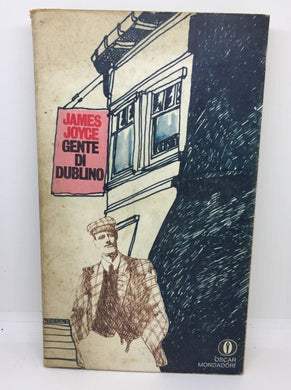 JAMES
JOYCE
GENTE
DI
DUBLINO
OSCAR
MONDADORI